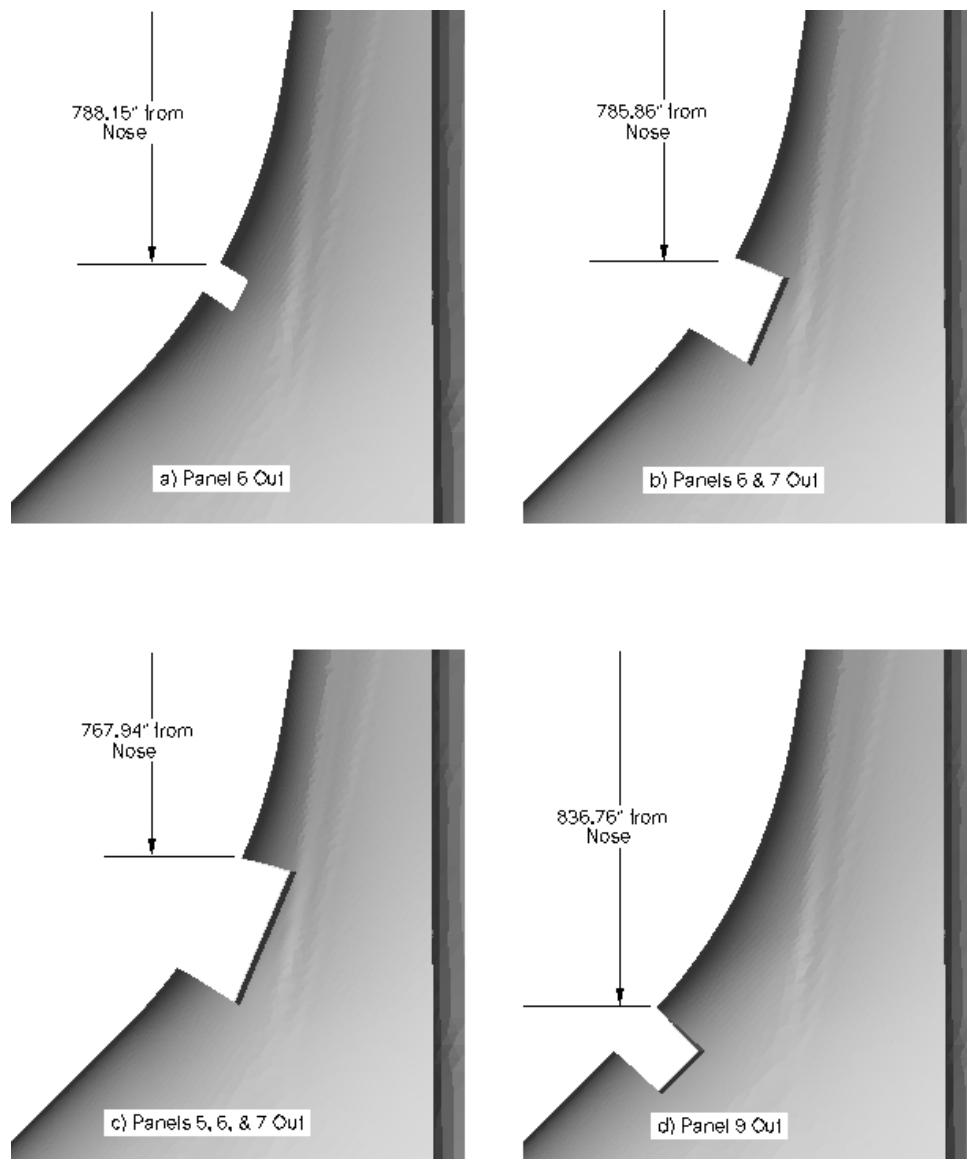 788.15" from
Nose
a) Panel 6 Out
785.86" from
Nose
b) Panels 6 & 7 Out
767.94" from
Nose
c) Panels 5, 6, & 7 Out
836.76" from
Nose
d) Panel 9 Out